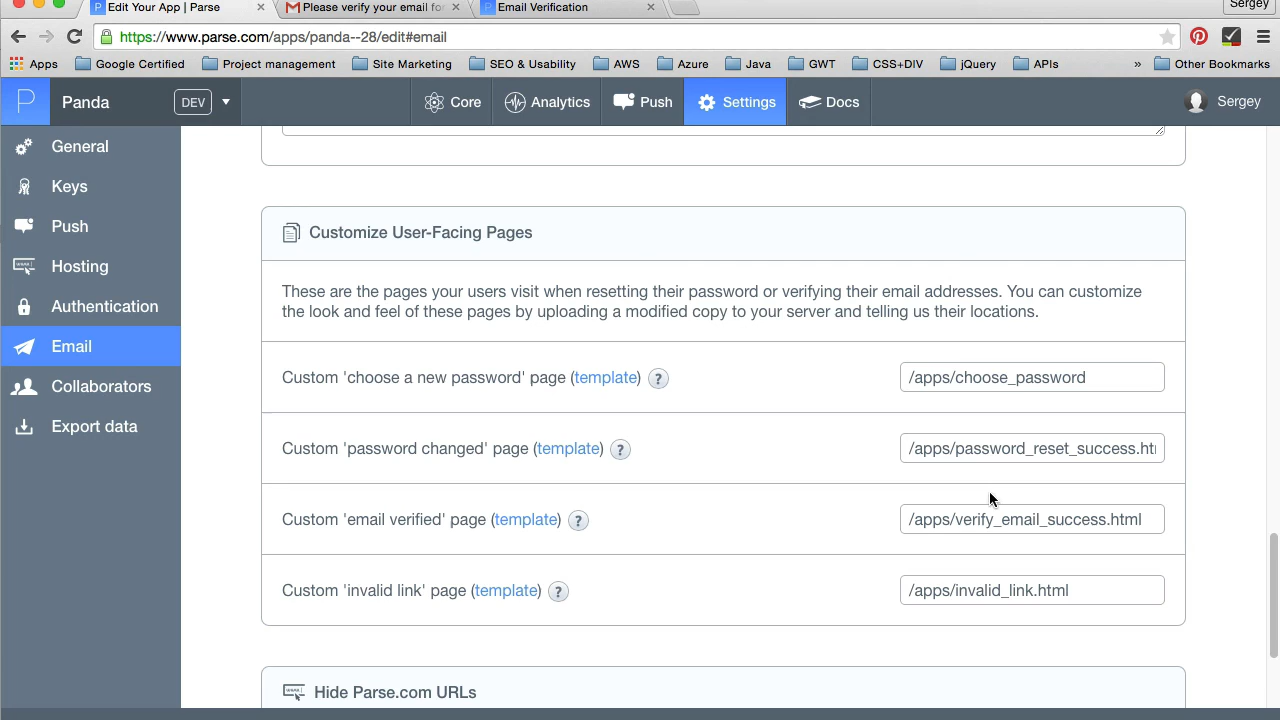 Edit Your App | Parse
Please verify your email for
Email Verification
Sergey
https://www.parse.com/apps/panda--28/edit#email
Apps
Google Certified
Project management
Site Marketing
SEO & Usability
AWS
Azure
Java
GWT
CSS+DIV
jQuery
APIs
»
Other Bookmarks
P
Panda
DEV
Core
Analytics
Push
Settings
Docs
Sergey
General
Keys
Push
Hosting
Authentication
Email
Collaborators
Export data
Customize User-Facing Pages
These are the pages your users visit when resetting their password or verifying their email addresses. You can customize
the look and feel of these pages by uploading a modified copy to your server and telling us their locations.
Custom 'choose a new password' page (template) ?
/apps/choose_password
Custom 'password changed' page (template) ?
/apps/password_reset_success.htm
Custom 'email verified' page (template) ?
/apps/verify_email_success.html
Custom 'invalid link' page (template) ?
/apps/invalid_link.html
Hide Parse.com URLs